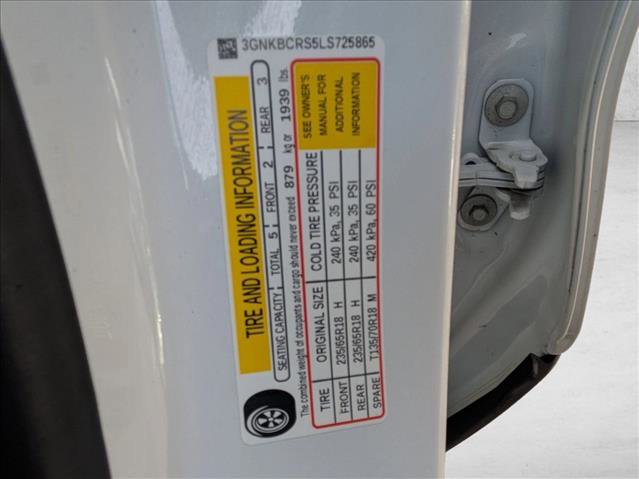 3GNKBCRS5LS725865
TIRE AND LOADING INFORMATION
SEATING CAPACITY: TOTAL 5 FRONT 2 REAR 3
The combined weight of occupants and cargo should never exceed 879 kg or 1939 lbs
TIRE ORIGINAL SIZE COLD TIRE PRESSURE
FRONT 235/65R18 H 240 kPa, 35 PSI
REAR 235/65R18 H 240 kPa, 35 PSI
SPARE T135/70R18 M 420 kPa, 60 PSI
SEE OWNER'S
MANUAL FOR
ADDITIONAL
INFORMATION